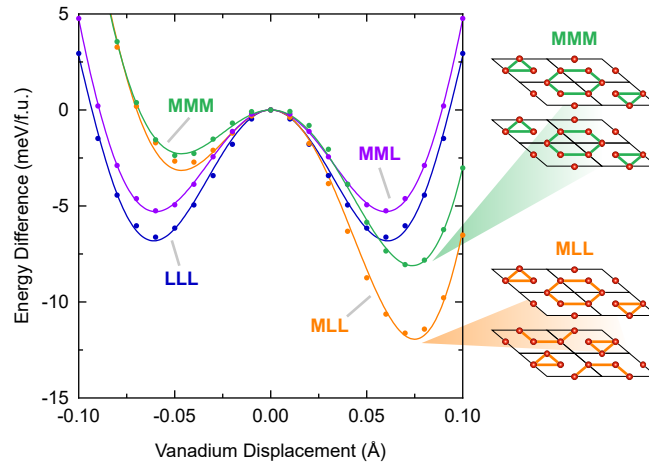 5
0
-5
-10
-15
-0.10
-0.05
0.00
0.05
0.10
Energy Difference (meV/f.u.)
Vanadium Displacement (Å)
MMM
MML
LLL
MLL
MMM
MLL